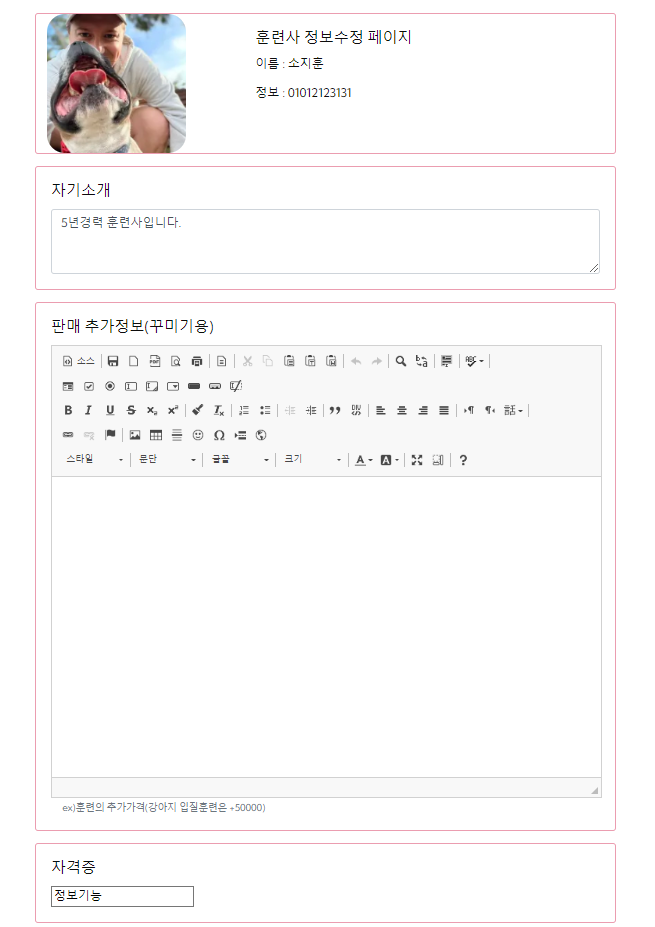 훈련사 정보수정 페이지
이름 : 소지훈
정보 : 01012123131
자기소개
5년경력 훈련사입니다.
판매 추가정보(꾸미기용)
소스
스타일 문단 글꼴 크기
ex)훈련의 추가가격(강아지 입질훈련은 +50000)
자격증
정보기능